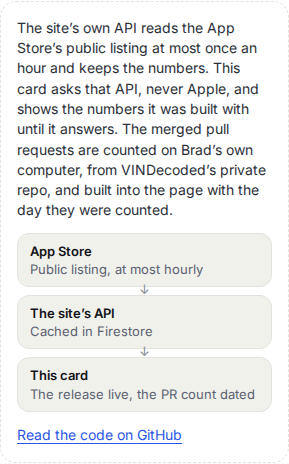 The site’s own API reads the App
Store’s public listing at most once an
hour and keeps the numbers. This
card asks that API, never Apple, and
shows the numbers it was built with
until it answers. The merged pull
requests are counted on Brad’s own
computer, from VINDecoded’s private
repo, and built into the page with the
day they were counted.
App Store
Public listing, at most hourly
↓
The site’s API
Cached in Firestore
↓
This card
The release live, the PR count dated
Read the code on GitHub